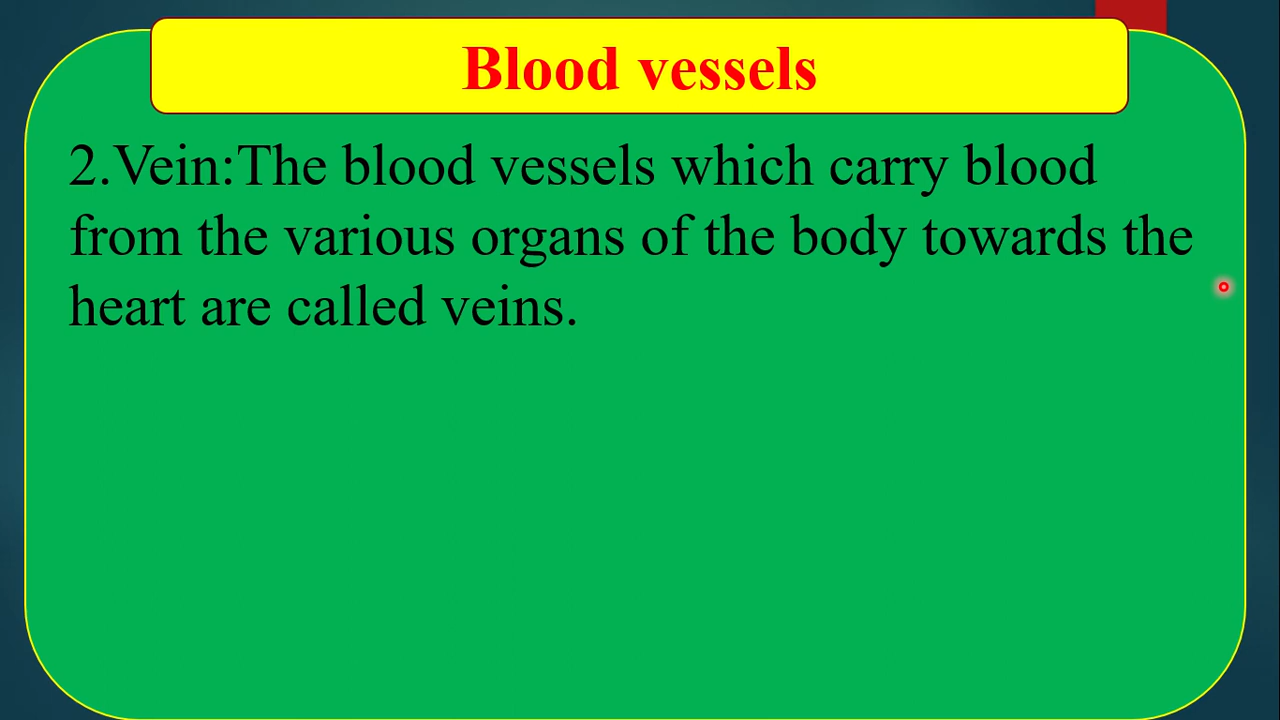 Blood vessels
2.Vein:The blood vessels which carry blood
from the various organs of the body towards the
heart are called veins.